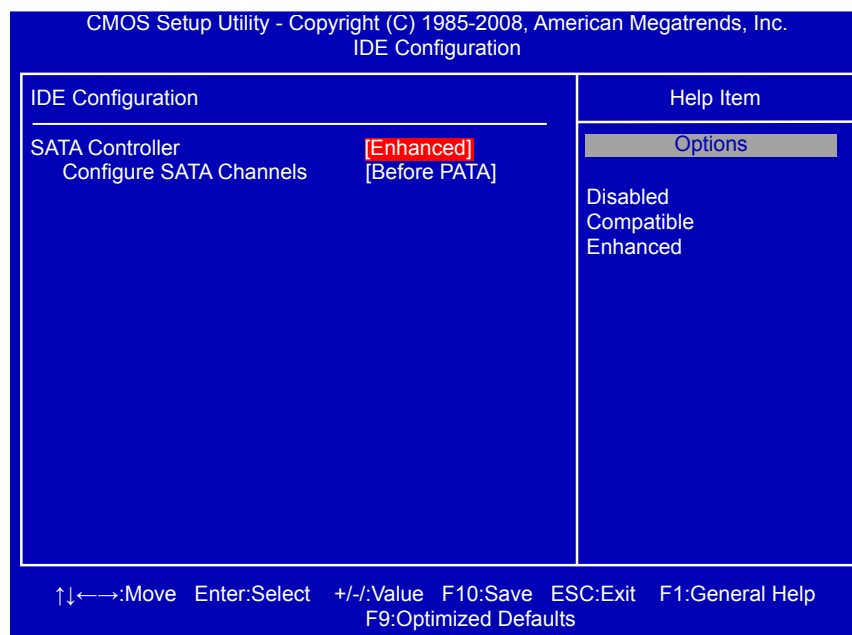 CMOS Setup Utility - Copyright (C) 1985-2008, American Megatrends, Inc.
IDE Configuration
IDE Configuration
Help Item
SATA Controller [Enhanced]
Configure SATA Channels [Before PATA]
Options
Disabled
Compatible
Enhanced
↑↓←→:Move Enter:Select +/-/:Value F10:Save ESC:Exit F1:General Help
F9:Optimized Defaults